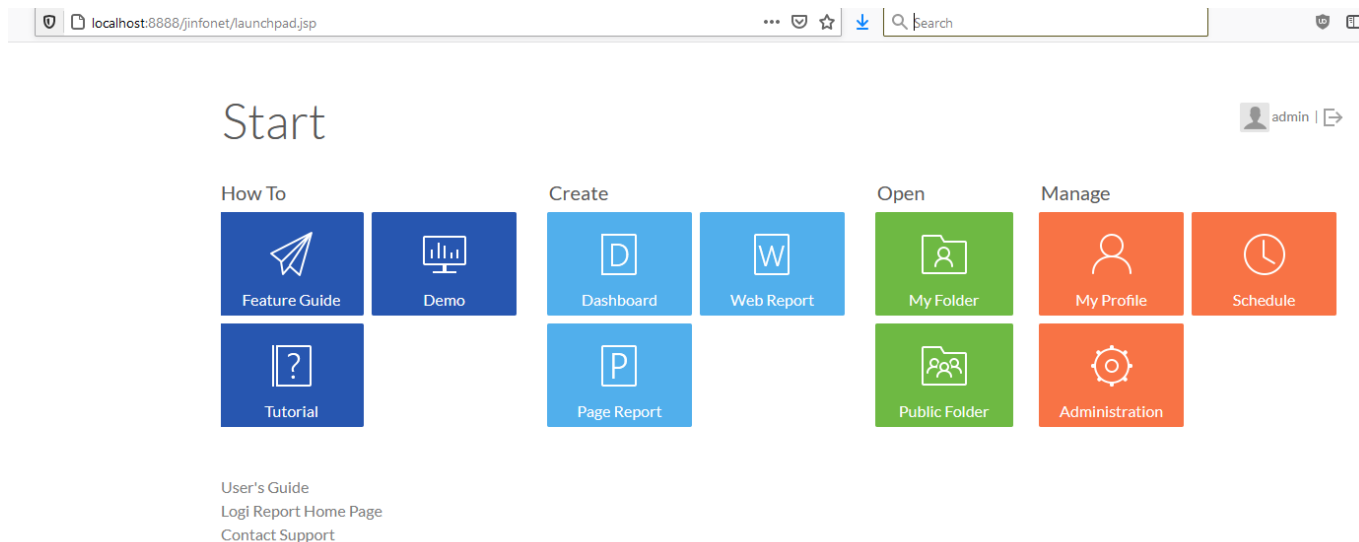 localhost:8888/jinfonet/launchpad.jsp
Search
Start
admin |
How To
Create
Open
Manage
Feature Guide
Demo
D
Dashboard
W
Web Report
My Folder
My Profile
Schedule
?
Tutorial
P
Page Report
Public Folder
Administration
User's Guide
Logi Report Home Page
Contact Support